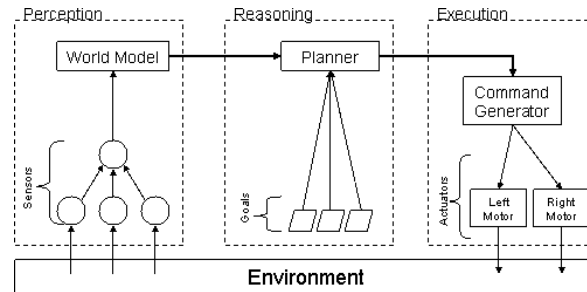 Perception
Reasoning
Execution
World Model
Planner
Command
Generator
Sensors
Goals
Actuators
Left
Motor
Right
Motor
Environment